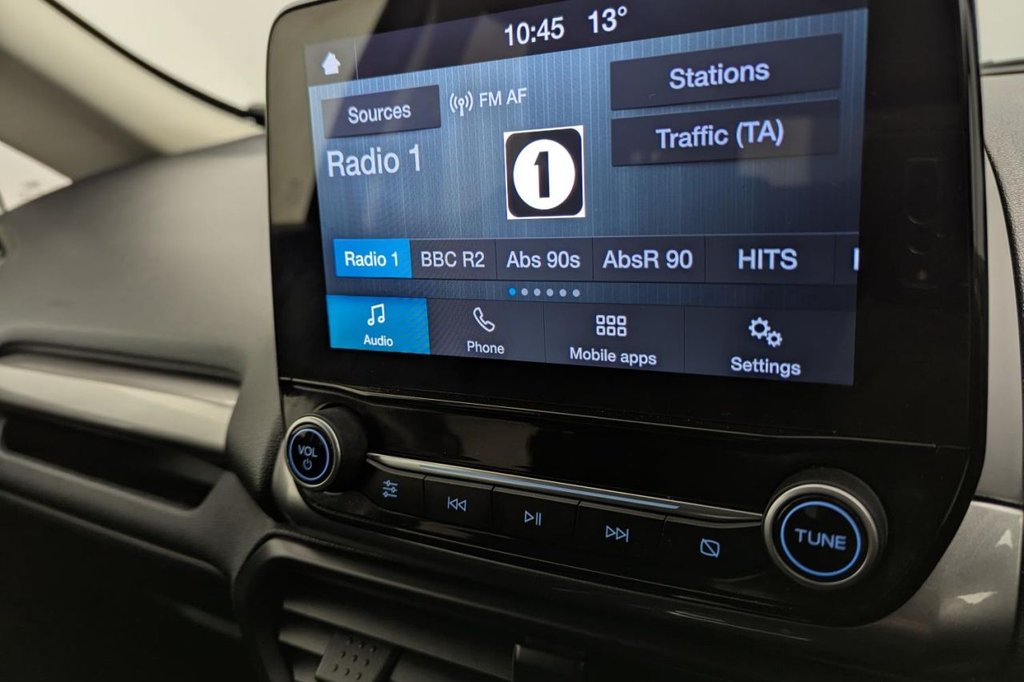 10:45 13°
Sources
FM AF
Stations
Traffic (TA)
Radio 1
1
Radio 1
BBC R2
Abs 90s
AbsR 90
HITS
Audio
Phone
Mobile apps
Settings
VOL
TUNE